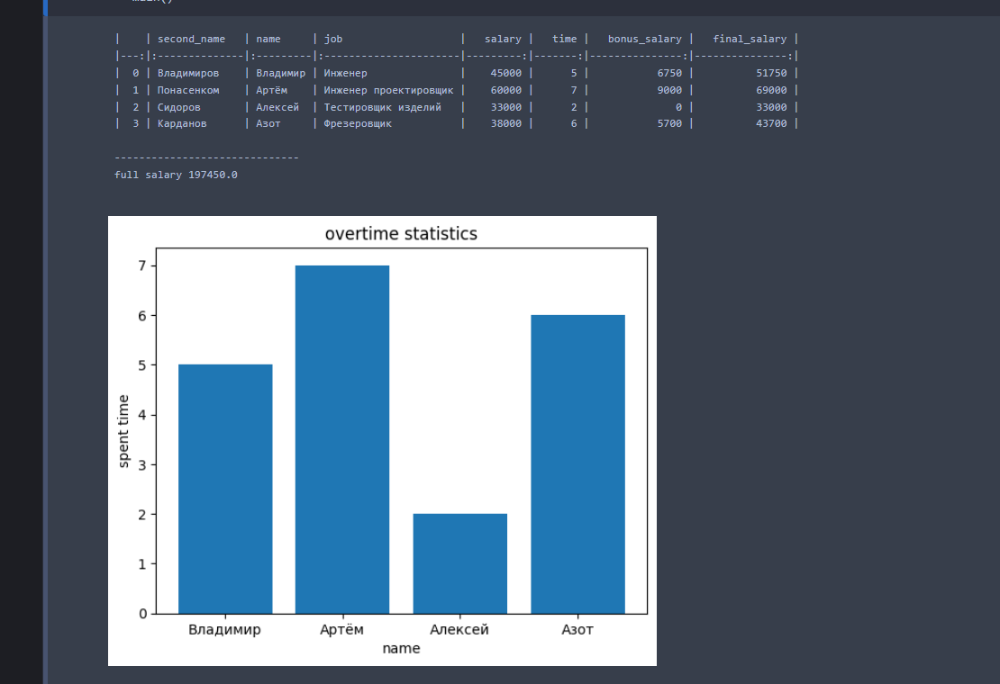 main()
|    | second_name   | name      | job                   |   salary |   time |   bonus_salary |   final_salary |
|---:|:--------------|:----------|:----------------------|---------:|-------:|---------------:|---------------:|
|  0 | Владимиров    | Владимир  | Инженер               |    45000 |      5 |           6750 |          51750 |
|  1 | Понасенком    | Артём     | Инженер проектировщик |    60000 |      7 |           9000 |          69000 |
|  2 | Сидоров       | Алексей   | Тестировщик изделий   |    33000 |      2 |              0 |          33000 |
|  3 | Карданов      | Азот      | Фрезеровщик           |    38000 |      6 |           5700 |          43700 |
------------------------------
full salary 197450.0
overtime statistics
7
6
5
4
3
2
1
0
spent time
Владимир Артём Алексей Азот
name